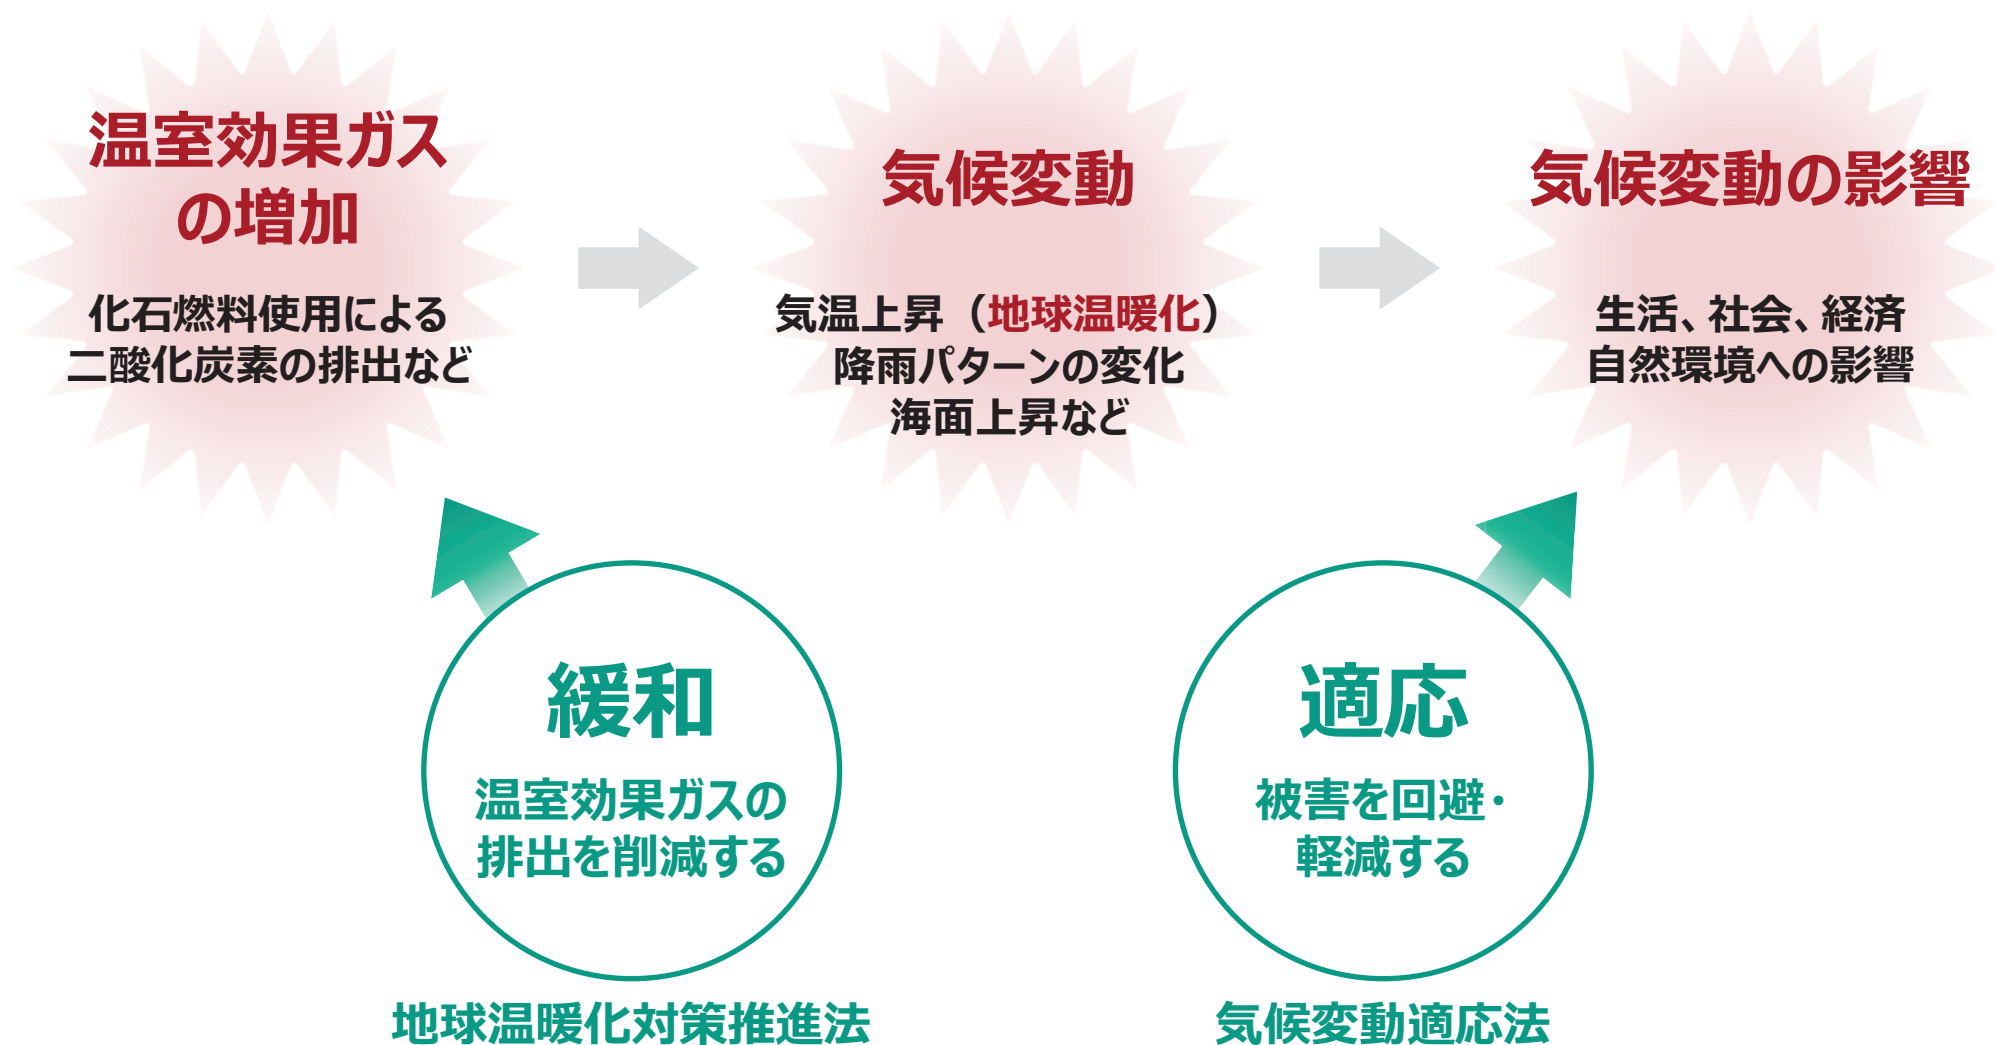 温室効果ガス
の増加
化石燃料使用による
二酸化炭素の排出など
気候変動
気温上昇（地球温暖化）
降雨パターンの変化
海面上昇など
気候変動の影響
生活、社会、経済
自然環境への影響
緩和
温室効果ガスの
排出を削減する
地球温暖化対策推進法
適応
被害を回避・
軽減する
気候変動適応法